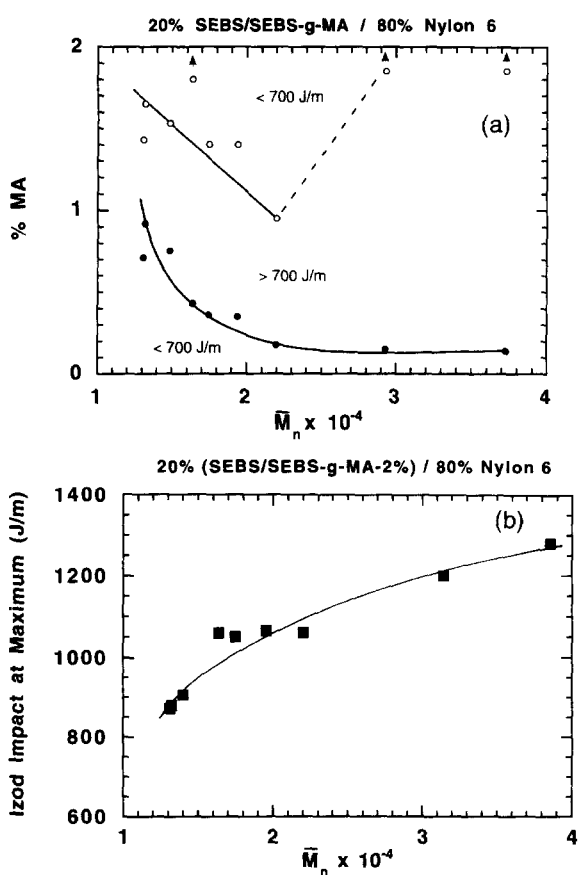 20% SEBS/SEBS-g-MA / 80% Nylon 6
2
< 700 J/m
(a)
% MA
1
> 700 J/m
< 700 J/m
0
1 2 3 4
M̅n x 10⁻⁴
20% (SEBS/SEBS-g-MA-2%) / 80% Nylon 6
1400
(b)
Izod Impact at Maximum (J/m)
1200
1000
800
600
1 2 3 4
M̅n x 10⁻⁴